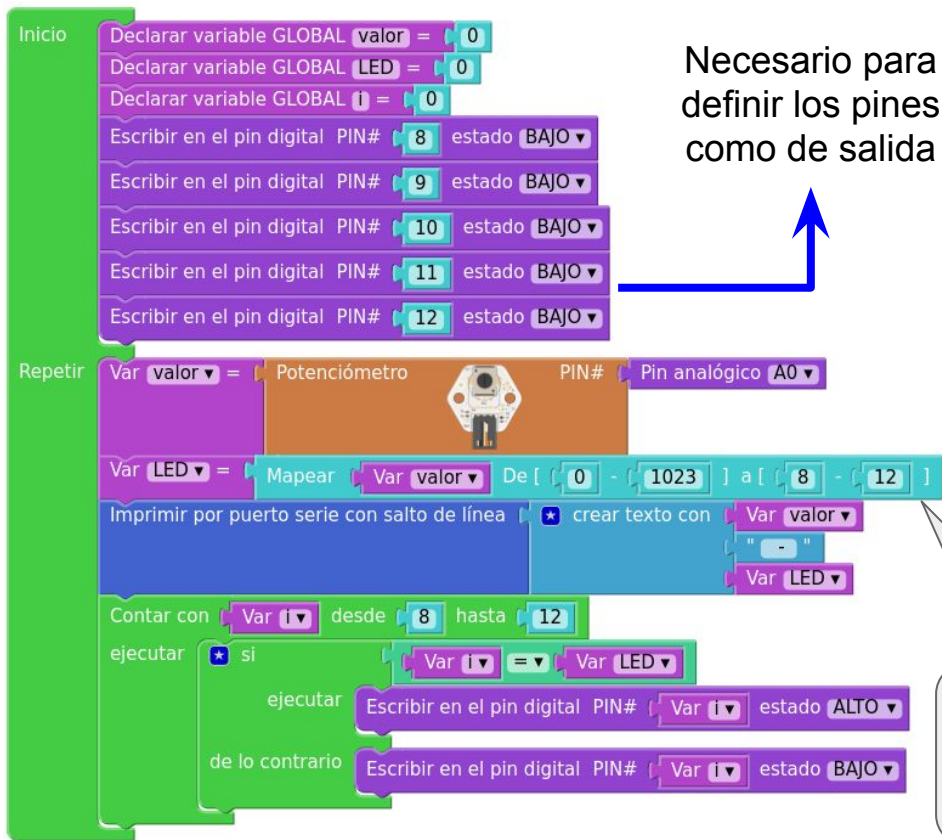 Inicio
Declarar variable GLOBAL valor = 0
Declarar variable GLOBAL LED = 0
Declarar variable GLOBAL i = 0
Escribir en el pin digital PIN# 8 estado BAJO
Escribir en el pin digital PIN# 9 estado BAJO
Escribir en el pin digital PIN# 10 estado BAJO
Escribir en el pin digital PIN# 11 estado BAJO
Escribir en el pin digital PIN# 12 estado BAJO
Necesario para
definir los pines
como de salida
Repetir
Var valor = Potenciómetro PIN# Pin analógico A0
Var LED = Mapear Var valor De [ 0 - 1023 ] a [ 8 - 12 ]
Imprimir por puerto serie con salto de línea crear texto con Var valor
" - "
Var LED
Contar con Var i desde 8 hasta 12
ejecutar si Var i = Var LED
ejecutar Escribir en el pin digital PIN# Var i estado ALTO
de lo contrario Escribir en el pin digital PIN# Var i estado BAJO